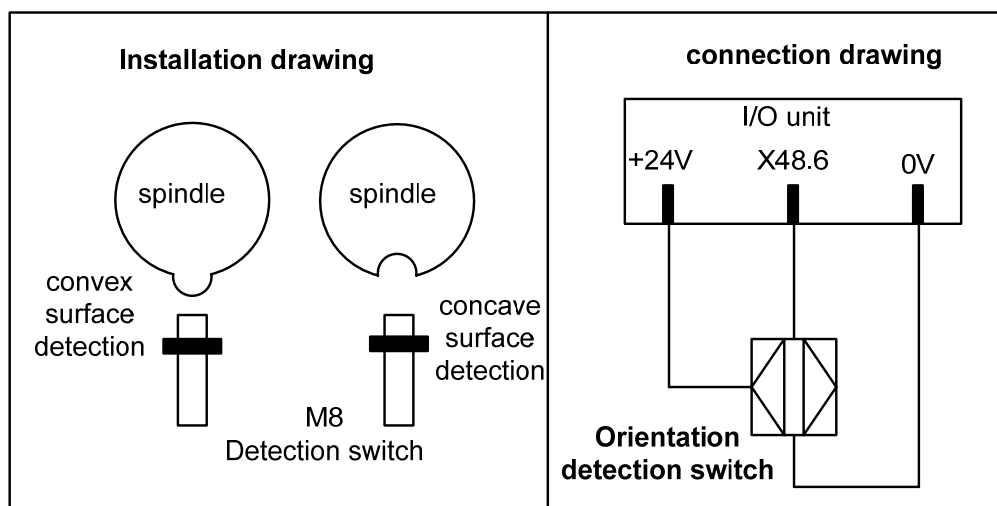 Installation drawing
spindle
spindle
convex
surface
detection
concave
surface
detection
M8
Detection switch
connection drawing
I/O unit
+24V X48.6 0V
Orientation
detection switch